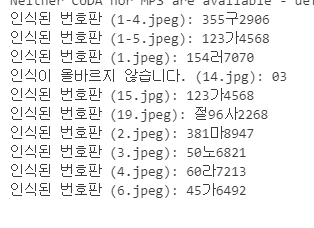 Neither CUDA nor MPS are available - def
인식된 번호판 (1-4.jpeg): 355구2906
인식된 번호판 (1-5.jpeg): 123가4568
인식된 번호판 (1.jpeg): 154러7070
인식이 올바르지 않습니다. (14.jpg): 03
인식된 번호판 (15.jpg): 123가4568
인식된 번호판 (19.jpeg): 절96사2268
인식된 번호판 (2.jpeg): 381마8947
인식된 번호판 (3.jpeg): 50노6821
인식된 번호판 (4.jpeg): 60라7213
인식된 번호판 (6.jpeg): 45가6492